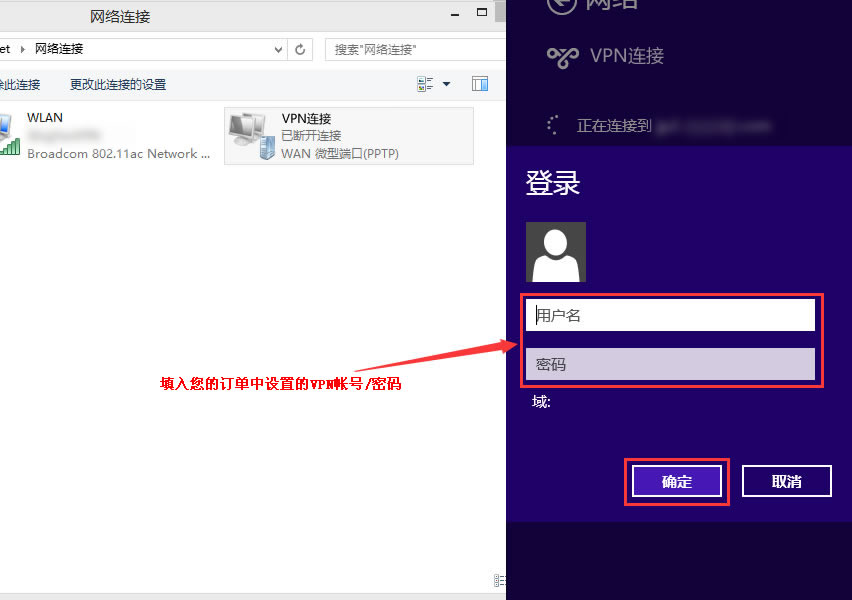 网络连接
et › 网络连接
搜索"网络连接"
此连接
更改此连接的设置
WLAN
Broadcom 802.11ac Network ...
VPN连接
已断开连接
WAN 微型端口(PPTP)
填入您的订单中设置的VPN帐号/密码
网络
VPN连接
正在连接到
登录
用户名
密码
域:
确定
取消